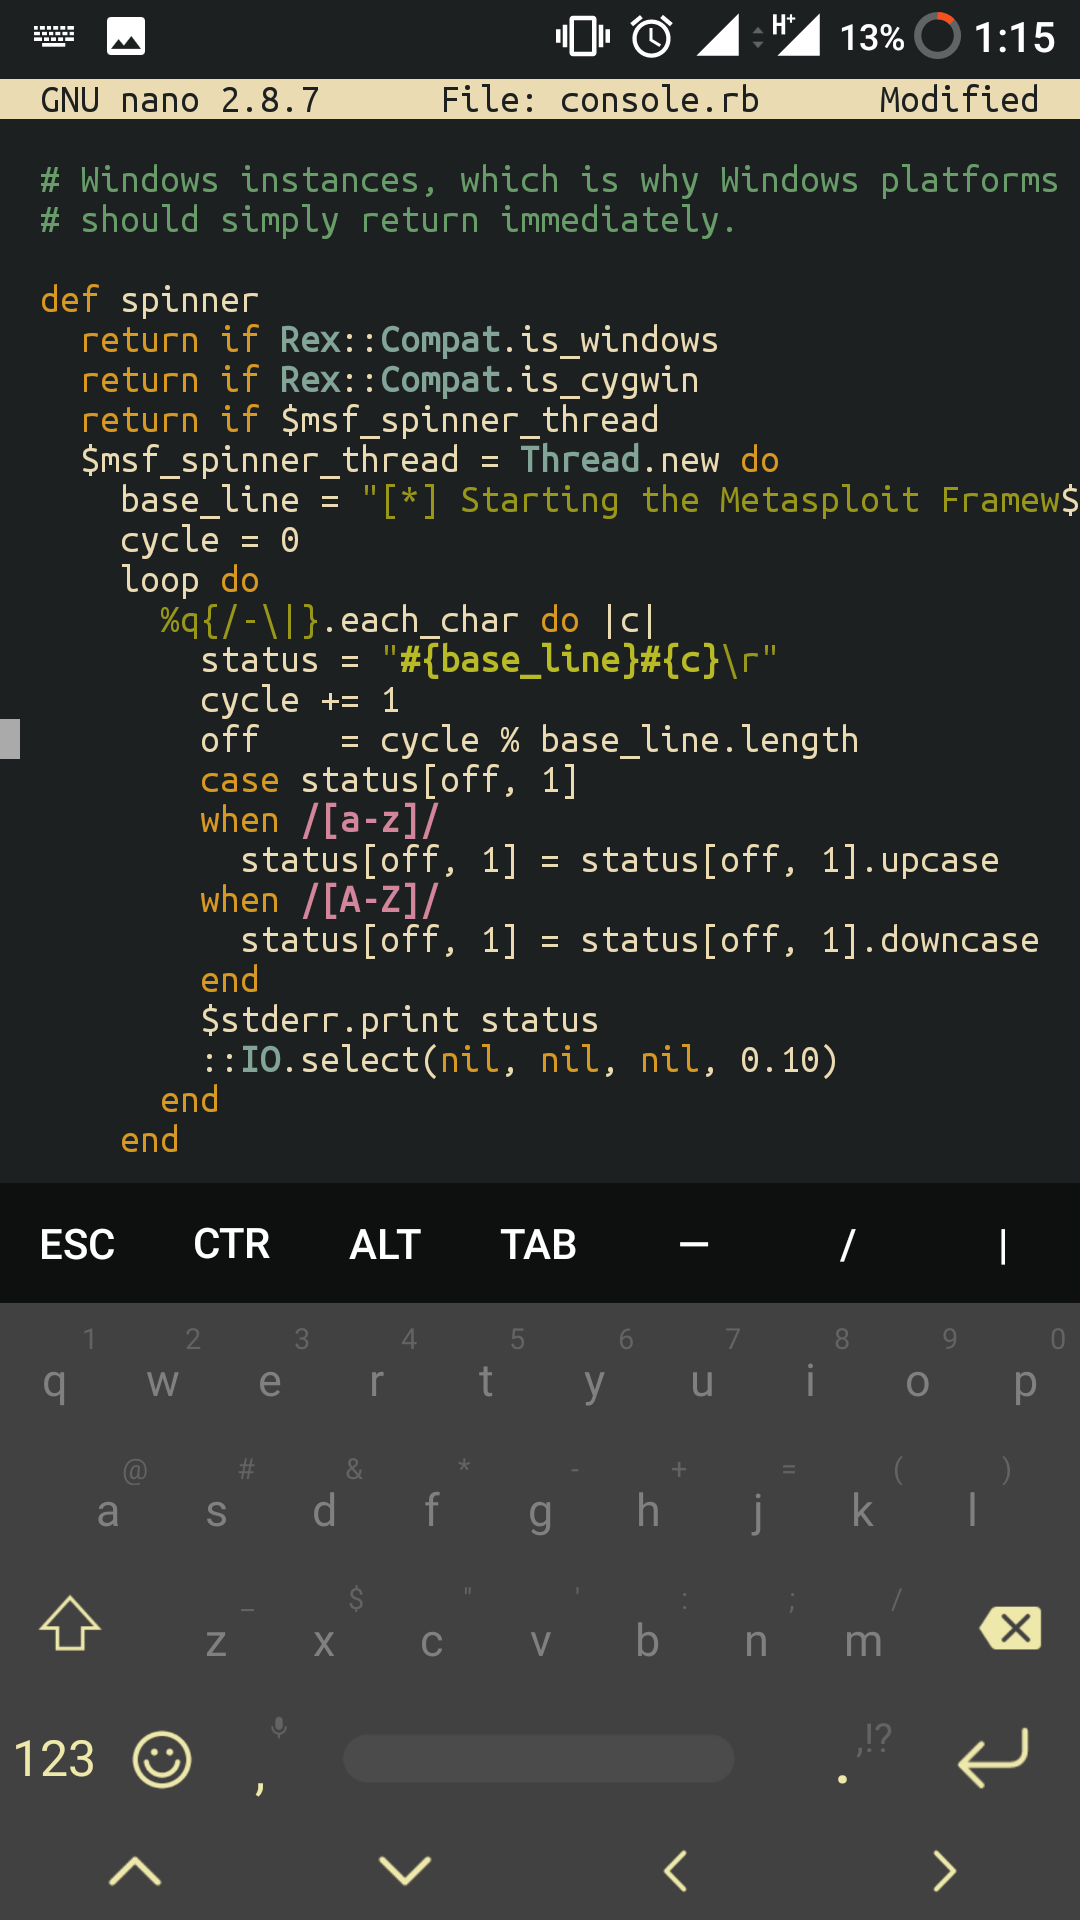 H+ 13% 1:15
GNU nano 2.8.7 File: console.rb Modified
# Windows instances, which is why Windows platforms
# should simply return immediately.
def spinner
return if Rex::Compat.is_windows
return if Rex::Compat.is_cygwin
return if $msf_spinner_thread
$msf_spinner_thread = Thread.new do
base_line = "[*] Starting the Metasploit Framew$
cycle = 0
loop do
%q{/-\|}.each_char do |c|
status = "#{base_line}#{c}\r"
cycle += 1
off    = cycle % base_line.length
case status[off, 1]
when /[a-z]/
status[off, 1] = status[off, 1].upcase
when /[A-Z]/
status[off, 1] = status[off, 1].downcase
end
$stderr.print status
::IO.select(nil, nil, nil, 0.10)
end
end
ESC CTR ALT TAB – / |
1 2 3 4 5 6 7 8 9 0
q w e r t y u i o p
@ # & * - + = ( )
a s d f g h j k l
_ $ " ' : ; /
z x c v b n m
,!?
123 , .